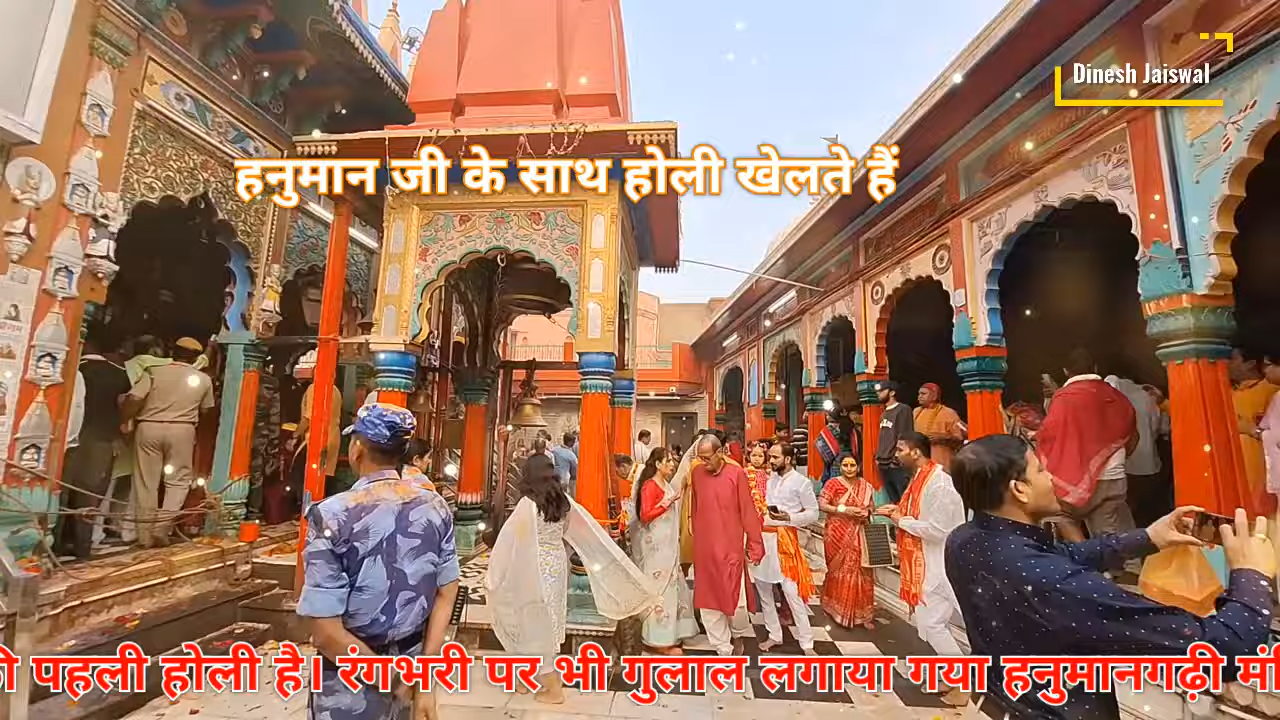 Dinesh Jaiswal
हनुमान जी के साथ होली खेलते हैं
पहली होली है। रंगभरी पर भी गुलाल लगाया गया हनुमानगढ़ी